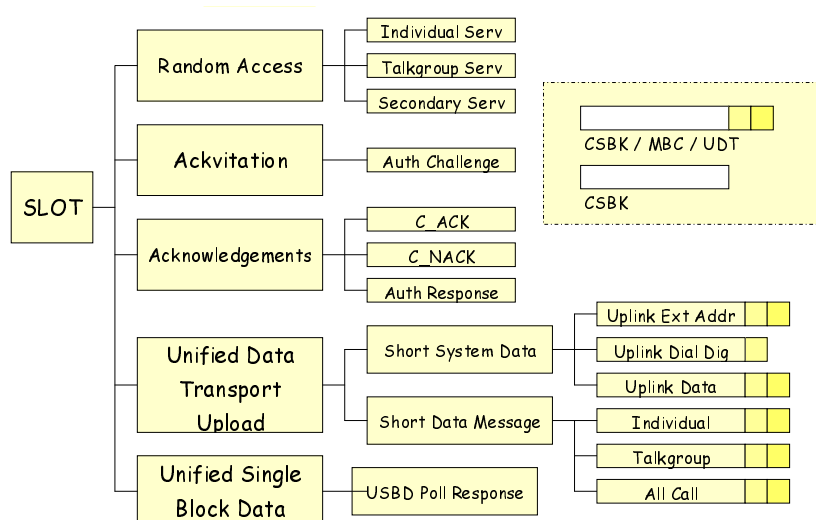 Random Access
Individual Serv
Talkgroup Serv
Secondary Serv
CSBK / MBC / UDT
CSBK
SLOT
Ackvitation
Auth Challenge
Acknowledgements
C_ACK
C_NACK
Auth Response
Unified Data
Transport
Upload
Short System Data
Uplink Ext Addr
Uplink Dial Dig
Uplink Data
Short Data Message
Individual
Talkgroup
All Call
Unified Single
Block Data
USBD Poll Response